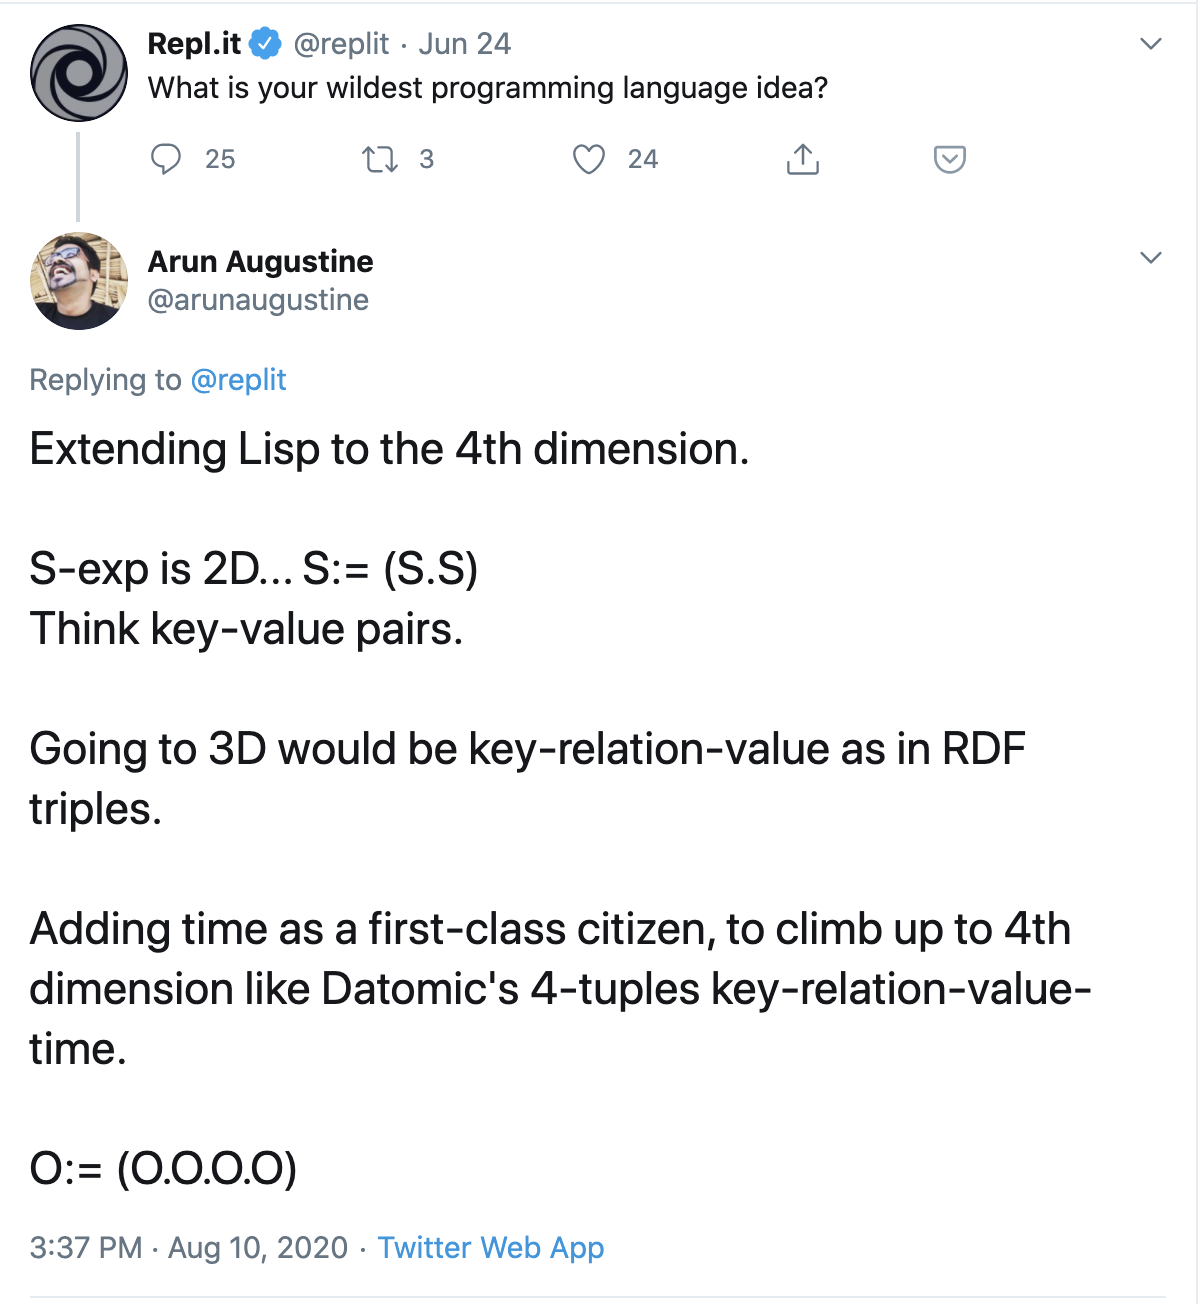 Repl.it @replit · Jun 24
What is your wildest programming language idea?
25 3 24
Arun Augustine
@arunaugustine
Replying to @replit
Extending Lisp to the 4th dimension.
S-exp is 2D... S:= (S.S)
Think key-value pairs.
Going to 3D would be key-relation-value as in RDF
triples.
Adding time as a first-class citizen, to climb up to 4th
dimension like Datomic's 4-tuples key-relation-value-
time.
O:= (O.O.O.O)
3:37 PM · Aug 10, 2020 · Twitter Web App